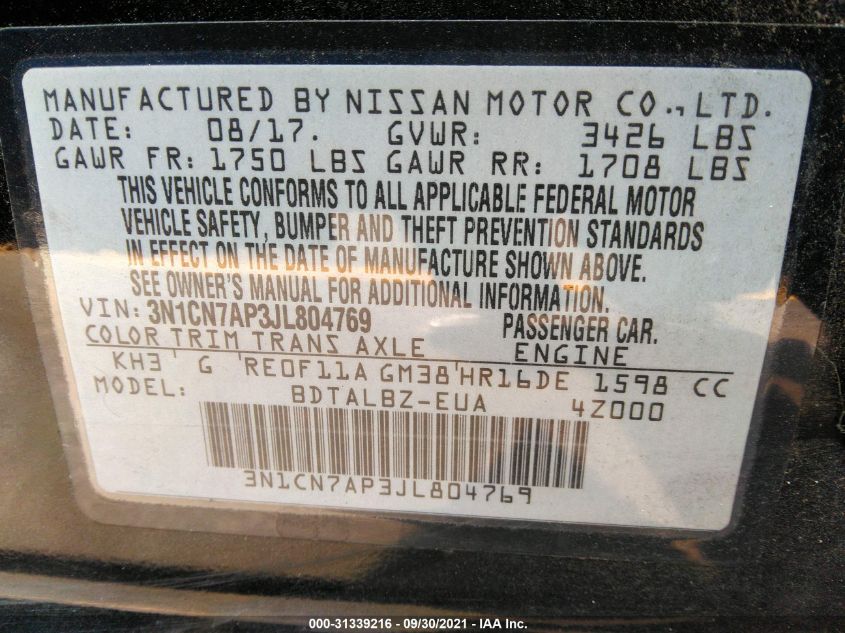 MANUFACTURED BY NISSAN MOTOR CO., LTD.
DATE: 08/17. GVWR: 3426 LBS
GAWR FR: 1750 LBS GAWR RR: 1708 LBS
THIS VEHICLE CONFORMS TO ALL APPLICABLE FEDERAL MOTOR
VEHICLE SAFETY, BUMPER AND THEFT PREVENTION STANDARDS
IN EFFECT ON THE DATE OF MANUFACTURE SHOWN ABOVE.
SEE OWNER'S MANUAL FOR ADDITIONAL INFORMATION.
VIN: 3N1CN7AP3JL804769 PASSENGER CAR.
COLOR TRIM TRANS AXLE ENGINE
KH3 G RE0F11A GM38 HR16DE 1598 CC
MODEL: BDTALBZ-EUA 4Z000
3N1CN7AP3JL804769
000-31339216 - 09/30/2021 - IAA Inc.